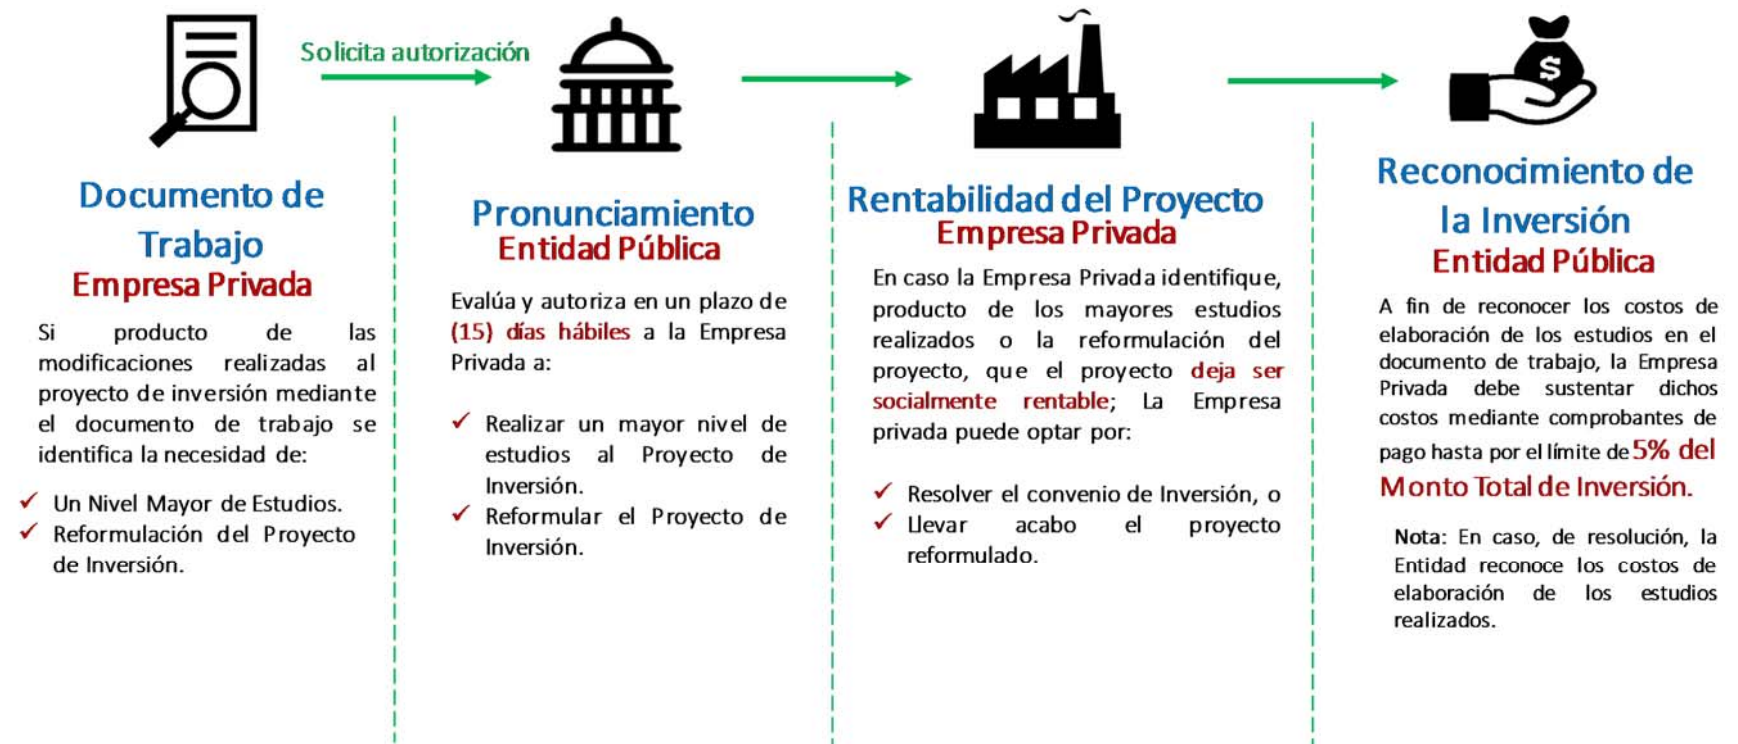 Solicita autorización
Documento de
Trabajo
Empresa Privada
Si producto de las
modificaciones realizadas al
proyecto de inversión mediante
el documento de trabajo se
identifica la necesidad de:
✓ Un Nivel Mayor de Estudios.
✓ Reformulación del Proyecto
de Inversión.
Pronunciamiento
Entidad Pública
Evalúa y autoriza en un plazo de
(15) días hábiles a la Empresa
Privada a:
✓ Realizar un mayor nivel de
estudios al Proyecto de
Inversión.
✓ Reformular el Proyecto de
Inversión.
Rentabilidad del Proyecto
Empresa Privada
En caso la Empresa Privada identifique,
producto de los mayores estudios
realizados o la reformulación del
proyecto, que el proyecto deja ser
socialmente rentable; La Empresa
privada puede optar por:
✓ Resolver el convenio de Inversión, o
✓ Llevar acabo el proyecto
reformulado.
$
Reconocimiento de
la Inversión
Entidad Pública
A fin de reconocer los costos de
elaboración de los estudios en el
documento de trabajo, la Empresa
Privada debe sustentar dichos
costos mediante comprobantes de
pago hasta por el límite de 5% del
Monto Total de Inversión.
Nota: En caso, de resolución, la
Entidad reconoce los costos de
elaboración de los estudios
realizados.